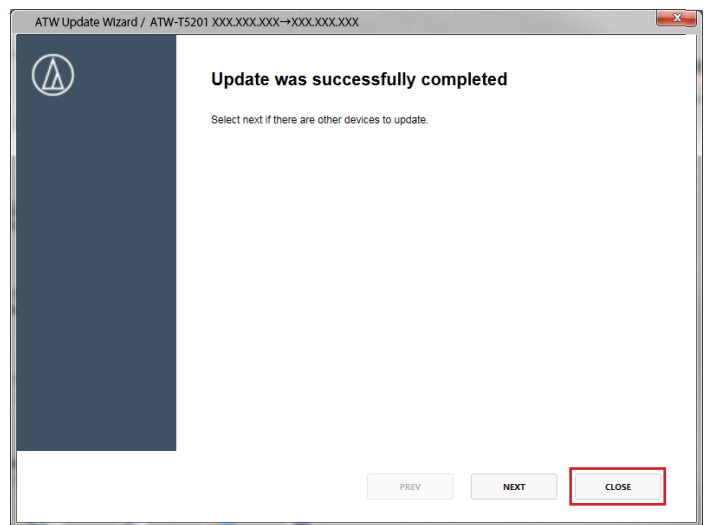 ATW Update Wizard / ATW-T5201 XXX.XXX.XXX→XXX.XXX.XXX
Update was successfully completed
Select next if there are other devices to update.
PREV NEXT CLOSE